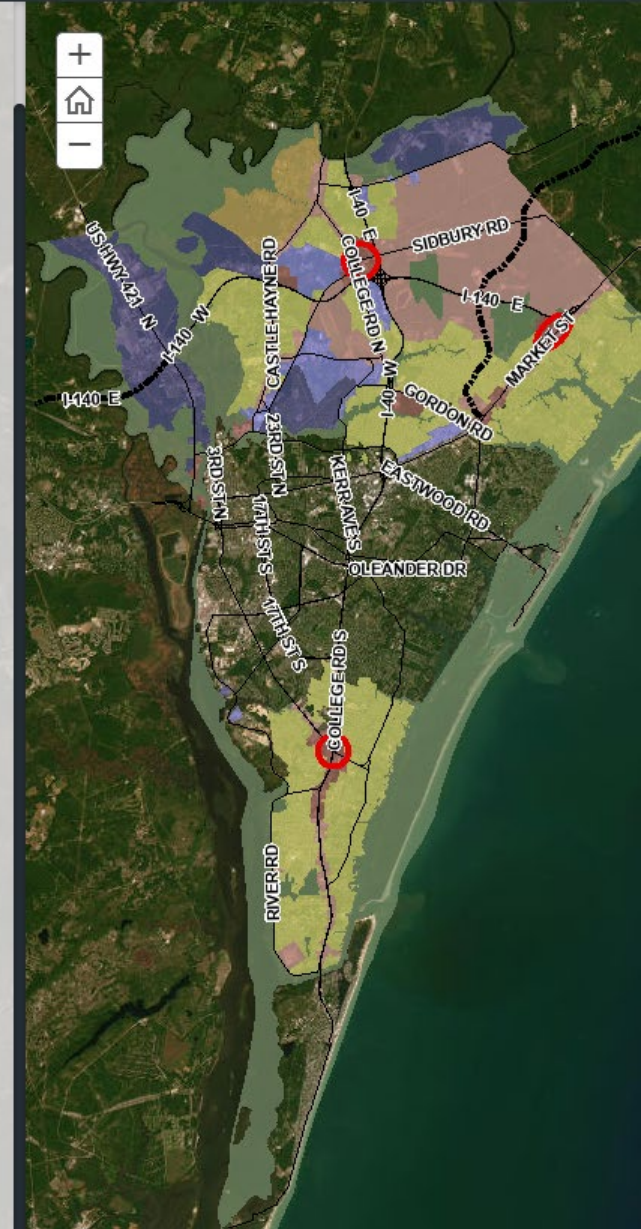 +
−
I-40 E
SIDBURY RD
US HWY 421 N
CASTLE HAYNE RD
COLLEGE RD N
I-140 E
I-140 W
MARKET ST
I-140 E
I-40 W
GORDON RD
23RD ST N
3RD ST N
KERR AVE S
EASTWOOD RD
17TH ST S
OLEANDER DR
17TH ST S
COLLEGE RD S
RIVER RD